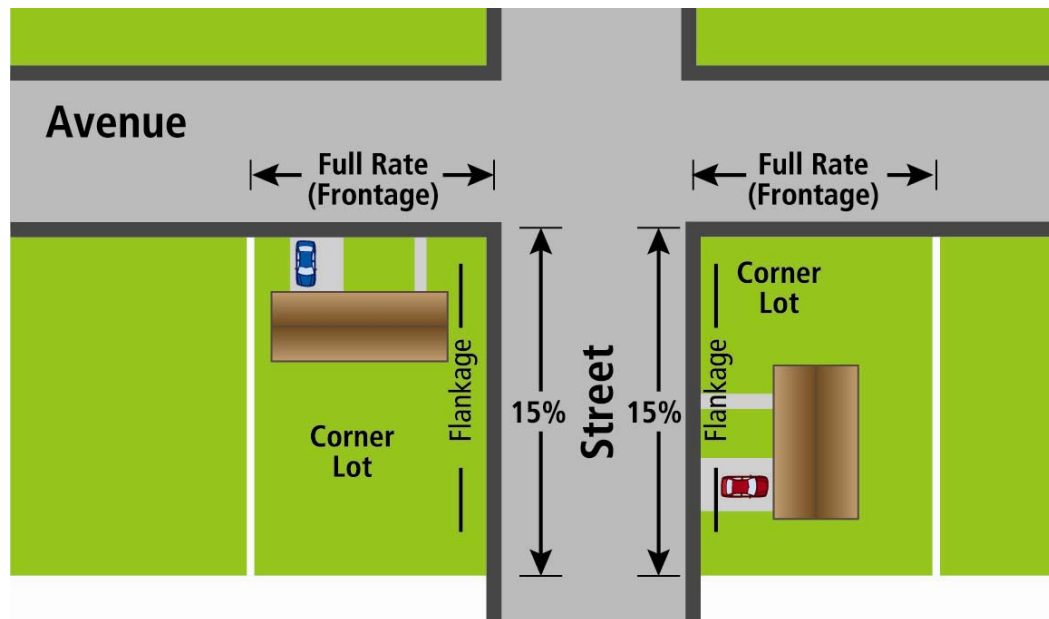 Avenue
Full Rate
(Frontage)
Full Rate
(Frontage)
Corner
Lot
Flankage
15%
Street
15%
Flankage
Corner
Lot